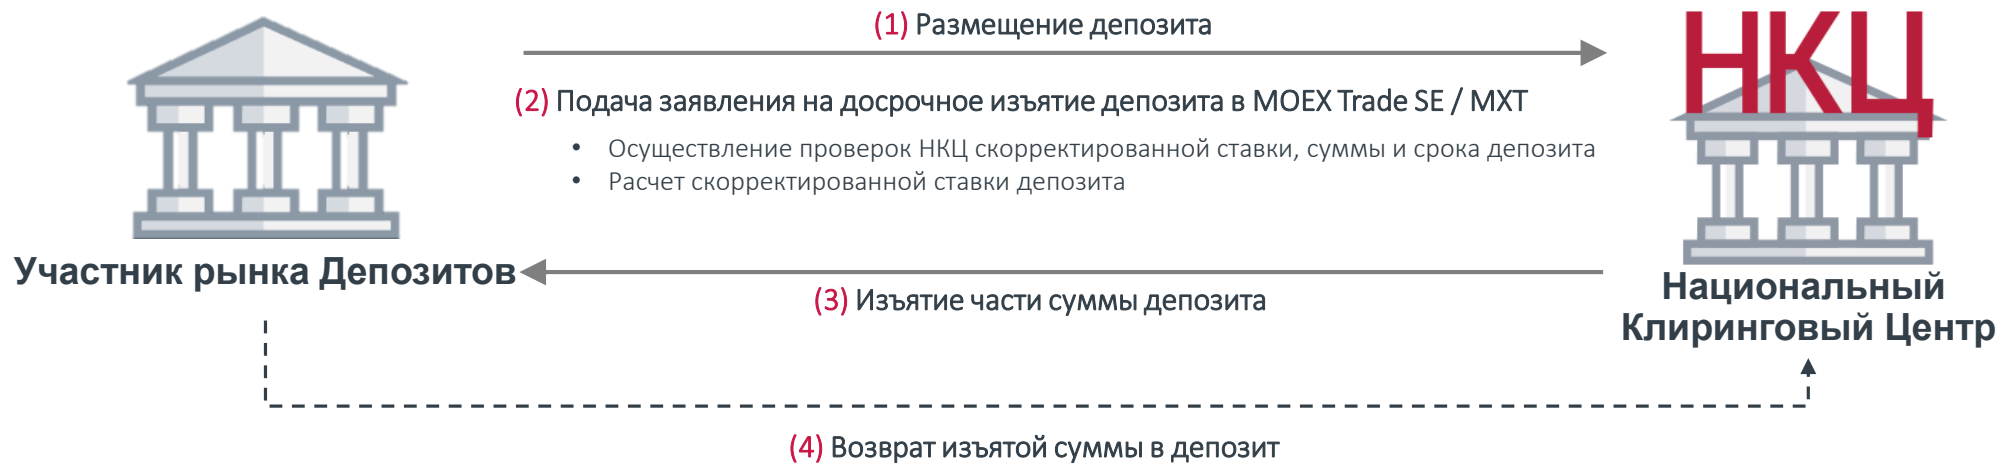 (1) Размещение депозита
НКЦ
(2) Подача заявления на досрочное изъятие депозита в MOEX Trade SE / MXT
• Осуществление проверок НКЦ скорректированной ставки, суммы и срока депозита
• Расчет скорректированной ставки депозита
Участник рынка Депозитов
(3) Изъятие части суммы депозита
Национальный
Клиринговый Центр
(4) Возврат изъятой суммы в депозит